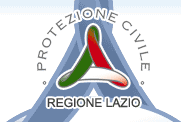 • PROTEZIONE CIVILE •
REGIONE LAZIO